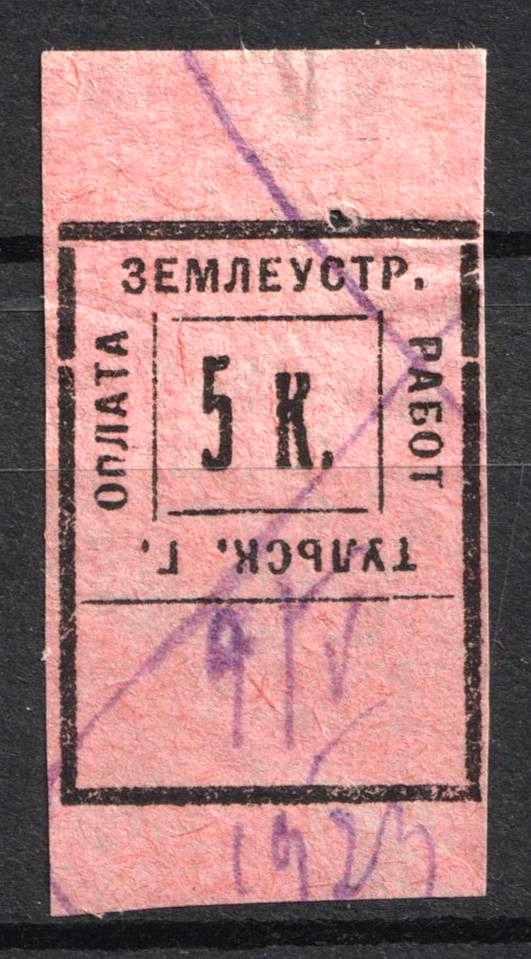 ЗЕМЛЕУСТР.
ОПЛАТА
РАБОТ
5 К.
ТУЛЬСК. Г.
1923